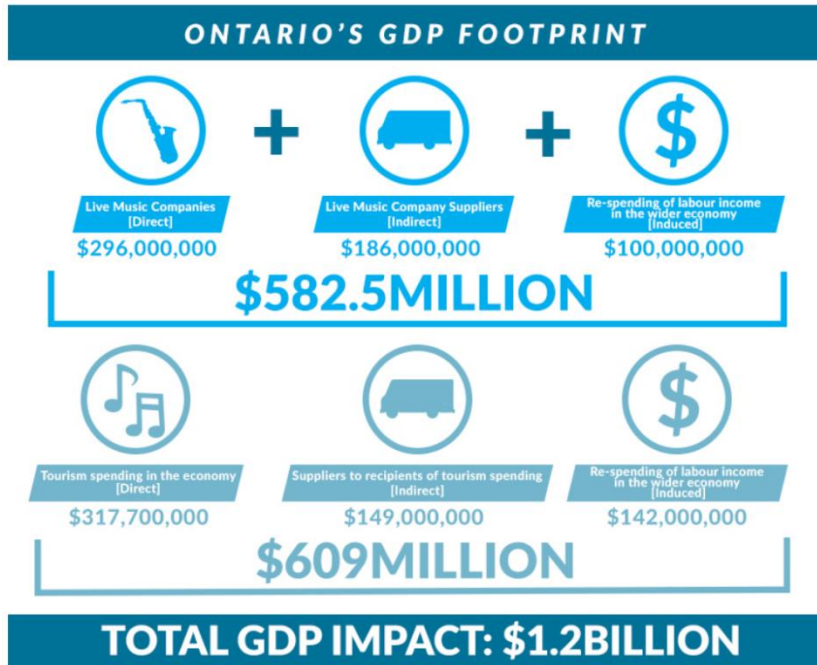 ONTARIO'S GDP FOOTPRINT
+
+
$
Live Music Companies
[Direct]
$296,000,000
Live Music Company Suppliers
[Indirect]
$186,000,000
Re-spending of labour income
in the wider economy
[Induced]
$100,000,000
$582.5MILLION
$
Tourism spending in the economy
[Direct]
$317,700,000
Suppliers to recipients of tourism spending
[Indirect]
$149,000,000
Re-spending of labour income
in the wider economy
[Induced]
$142,000,000
$609MILLION
TOTAL GDP IMPACT: $1.2BILLION